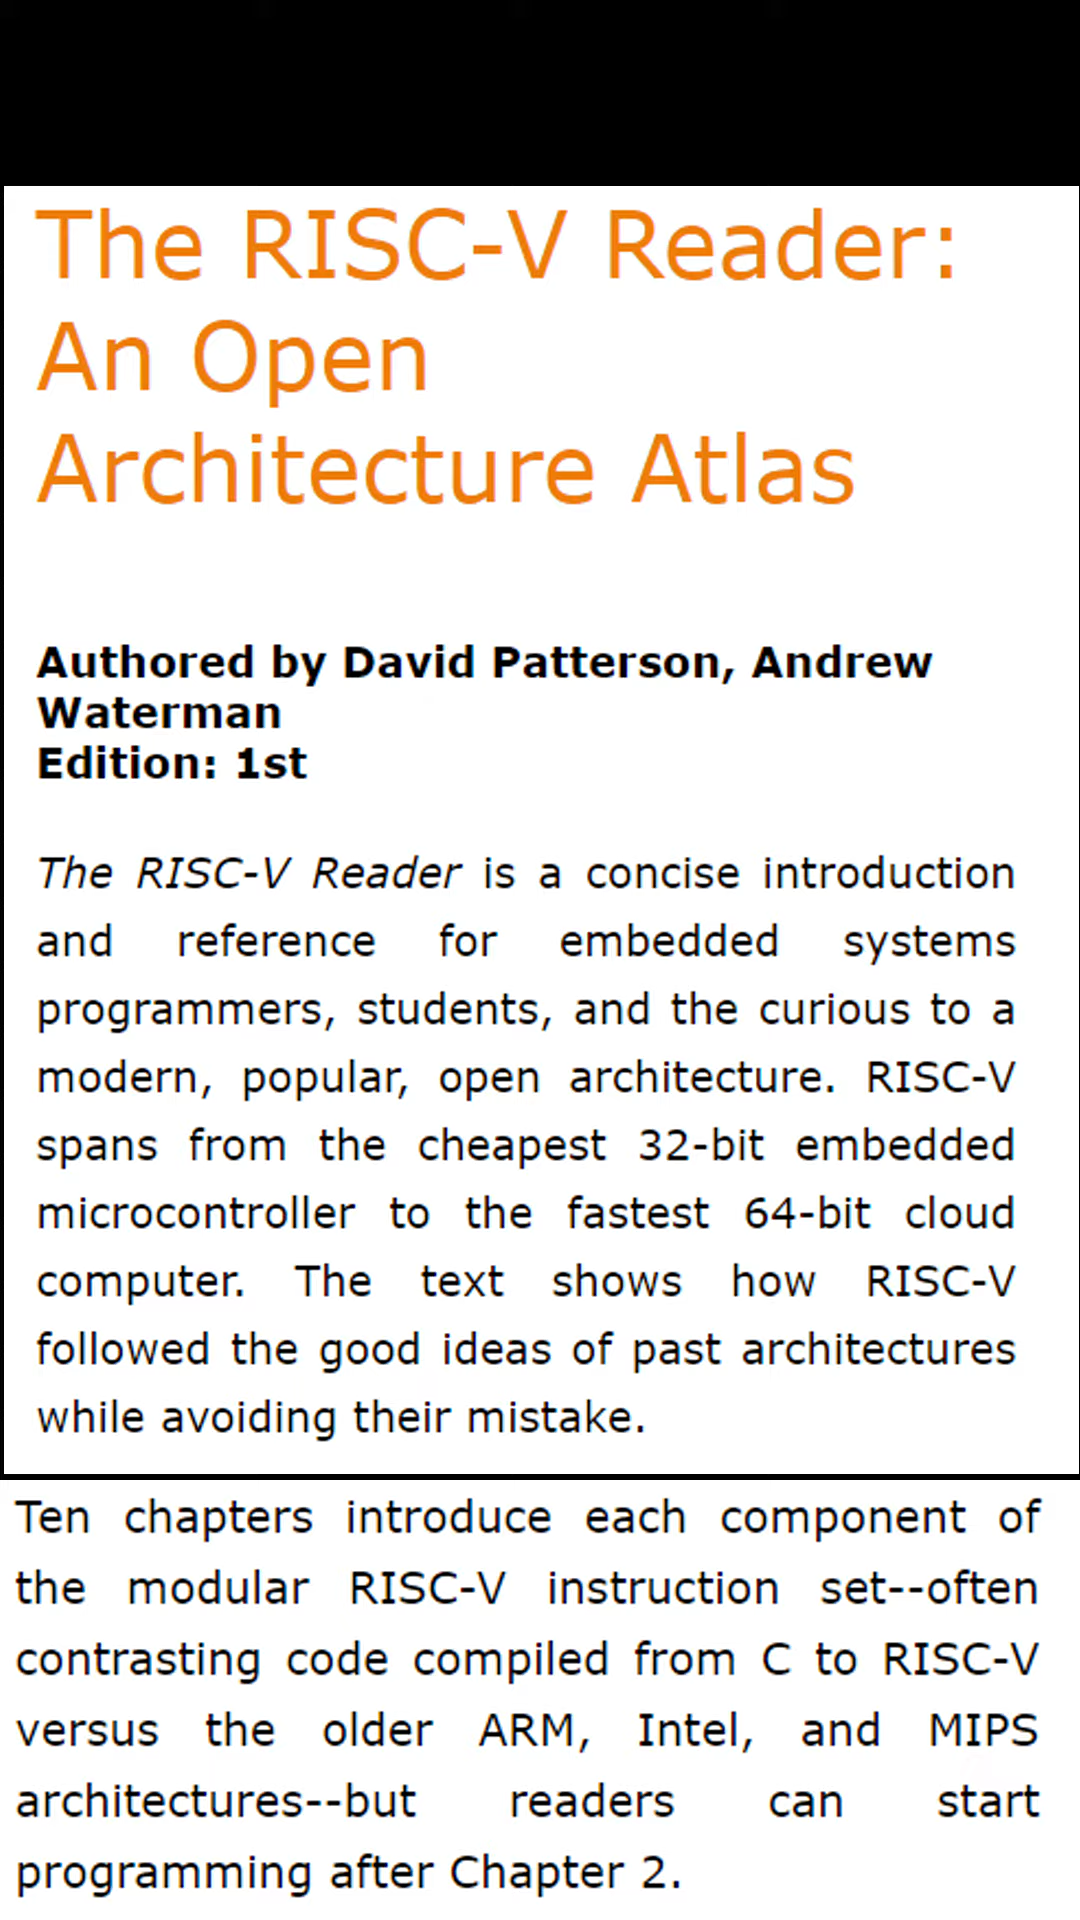 The RISC-V Reader:
An Open
Architecture Atlas
Authored by David Patterson, Andrew
Waterman
Edition: 1st
The RISC-V Reader is a concise introduction
and reference for embedded systems
programmers, students, and the curious to a
modern, popular, open architecture. RISC-V
spans from the cheapest 32-bit embedded
microcontroller to the fastest 64-bit cloud
computer. The text shows how RISC-V
followed the good ideas of past architectures
while avoiding their mistake.
Ten chapters introduce each component of
the modular RISC-V instruction set--often
contrasting code compiled from C to RISC-V
versus the older ARM, Intel, and MIPS
architectures--but readers can start
programming after Chapter 2.